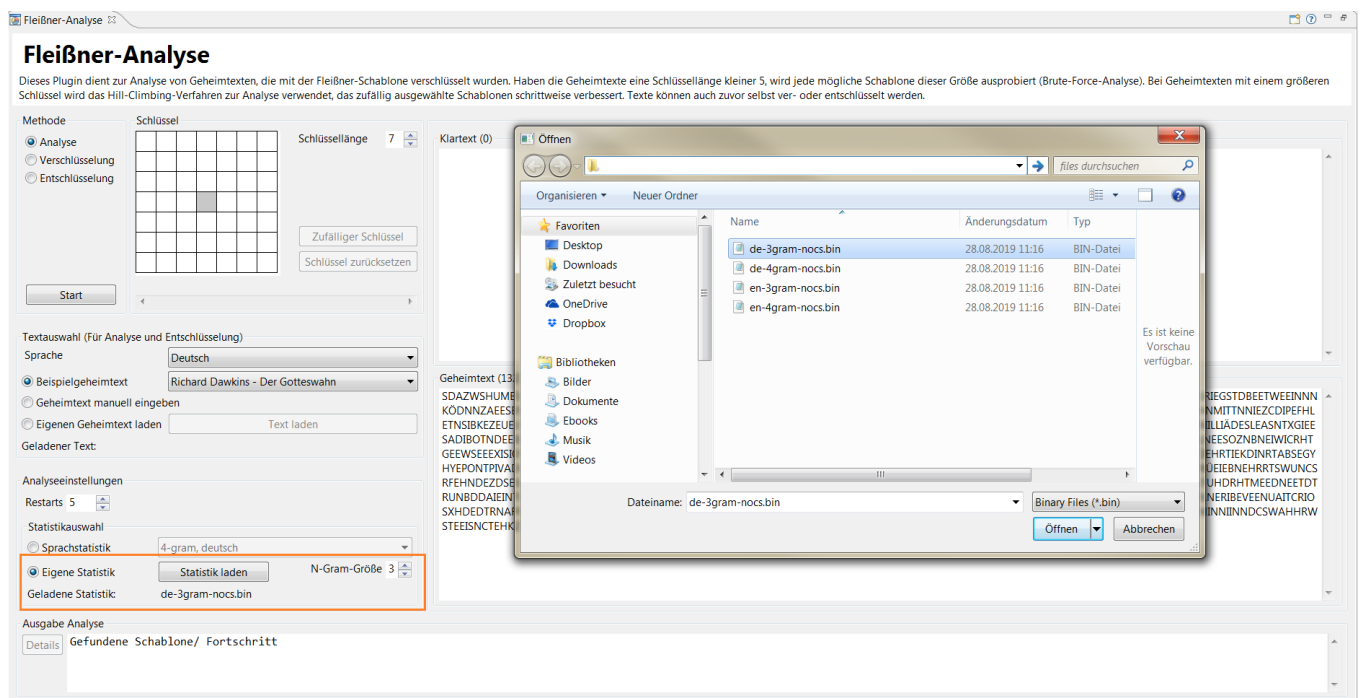 Fleißner-Analyse
Fleißner-Analyse
Dieses Plugin dient zur Analyse von Geheimtexten, die mit der Fleißner-Schablone verschlüsselt wurden. Haben die Geheimtexte eine Schlüssellänge kleiner 5, wird jede mögliche Schablone dieser Größe ausprobiert (Brute-Force-Analyse). Bei Geheimtexten mit einem größeren
Schlüssel wird das Hill-Climbing-Verfahren zur Analyse verwendet, das zufällig ausgewählte Schablonen schrittweise verbessert. Texte können auch zuvor selbst ver- oder entschlüsselt werden.
Methode
Analyse
Verschlüsselung
Entschlüsselung
Start
Schlüssel
Schlüssellänge 7
Zufälliger Schlüssel
Schlüssel zurücksetzen
Textauswahl (Für Analyse und Entschlüsselung)
Sprache Deutsch
Beispielgeheimtext Richard Dawkins - Der Gotteswahn
Geheimtext manuell eingeben
Eigenen Geheimtext laden Text laden
Geladener Text:
Analyseeinstellungen
Restarts 5
Statistikauswahl
Sprachstatistik 4-gram, deutsch
Eigene Statistik Statistik laden N-Gram-Größe 3
Geladene Statistik: de-3gram-nocs.bin
Klartext (0)
Geheimtext (13
SDAZWSHUME RIEGSTDBEETWEEINNN
KÖDNNZAEESE NMITTNNIEZCDIPEFHL
ETNSIBKEZEUE ILLIÄDESLEASNTXGIEE
SADIBOTNDEE NEESOZNBNEIWICRHT
GEEWSEEEXISI EHRTIEKDINRTABSEGY
HYEPONTPIVAD ÜEIEBNEHRRTSWUNCS
RFEHNDEZDSE UHDRHTMEEDNEETDT
RUNBDDAEIN NERIBEVEENUAITCRIO
SXHDEDTRNAF INNIINNDCSWAHHRW
STEEISNCTEHK
Öffnen
files durchsuchen
Organisieren Neuer Ordner
Favoriten
Desktop
Downloads
Zuletzt besucht
OneDrive
Dropbox
Bibliotheken
Bilder
Dokumente
Ebooks
Musik
Videos
Name Änderungsdatum Typ
de-3gram-nocs.bin 28.08.2019 11:16 BIN-Datei
de-4gram-nocs.bin 28.08.2019 11:16 BIN-Datei
en-3gram-nocs.bin 28.08.2019 11:16 BIN-Datei
en-4gram-nocs.bin 28.08.2019 11:16 BIN-Datei
Es ist keine
Vorschau
verfügbar.
Dateiname: de-3gram-nocs.bin Binary Files (*.bin)
Öffnen Abbrechen
Ausgabe Analyse
Details Gefundene Schablone/ Fortschritt